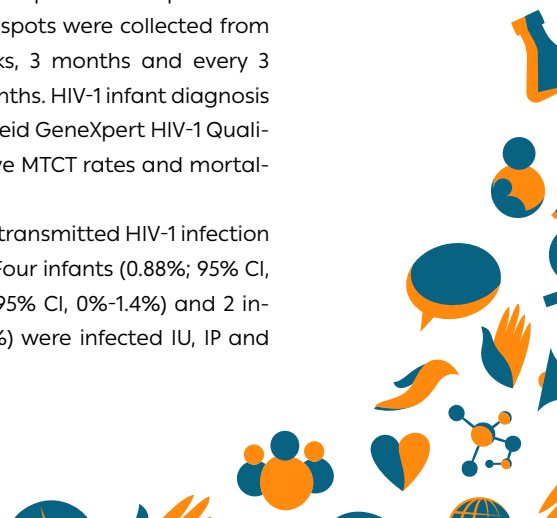 spots were collected from
ks, 3 months and every 3
nths. HIV-1 infant diagnosis
eid GeneXpert HIV-1 Quali-
ve MTCT rates and mortal-
transmitted HIV-1 infection
Four infants (0.88%; 95% CI,
95% CI, 0%-1.4%) and 2 in-
%) were infected IU, IP and